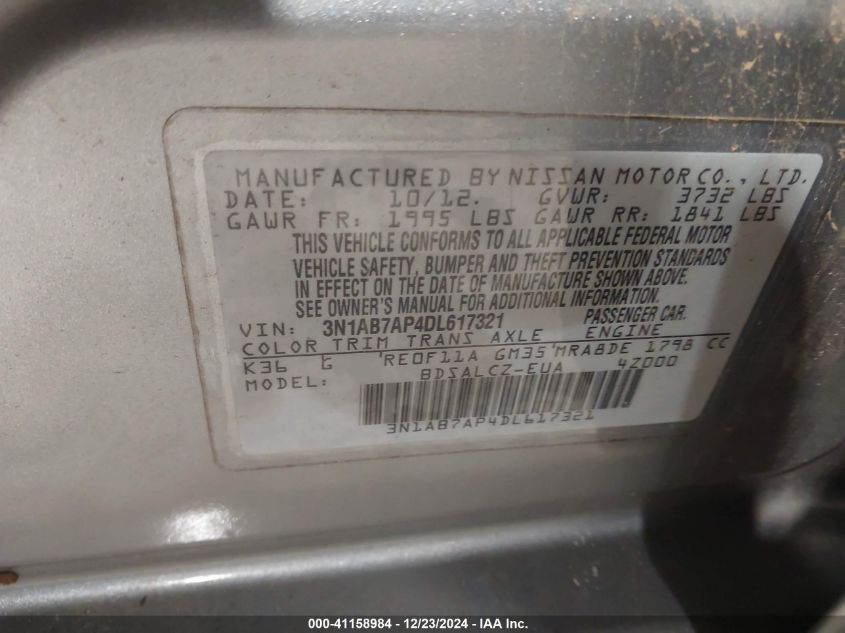 MANUFACTURED BY NISSAN MOTOR CO., LTD.
DATE: 10/12. GVWR: 3732 LBS
GAWR FR: 1995 LBS GAWR RR: 1841 LBS
THIS VEHICLE CONFORMS TO ALL APPLICABLE FEDERAL MOTOR
VEHICLE SAFETY, BUMPER AND THEFT PREVENTION STANDARDS
IN EFFECT ON THE DATE OF MANUFACTURE SHOWN ABOVE.
SEE OWNER'S MANUAL FOR ADDITIONAL INFORMATION.
VIN: 3N1AB7AP4DL617321 PASSENGER CAR.
COLOR TRIM TRANS AXLE ENGINE
K36 G RE0F11A GM35 MRA8DE 1798 CC
MODEL: BDSALCZ-EUA 42000
3N1AB7AP4DL617321
000-41158984 - 12/23/2024 - IAA Inc.